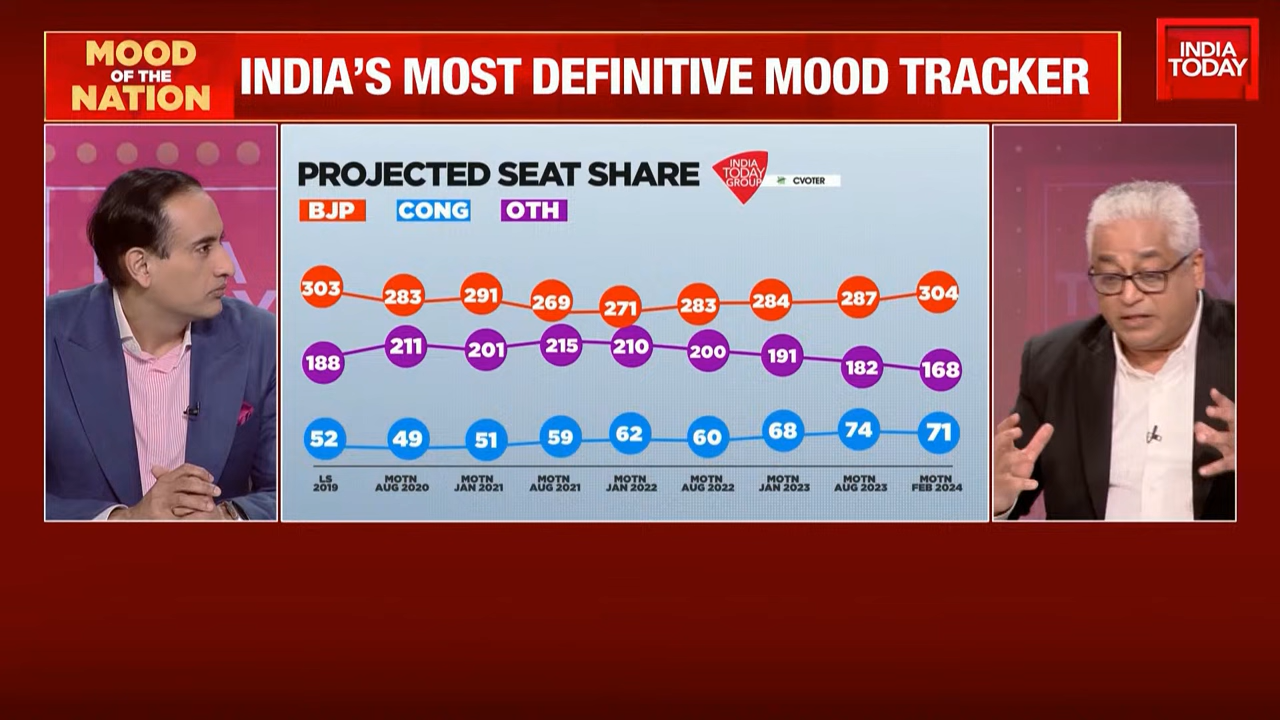 MOOD
OF THE
NATION
INDIA'S MOST DEFINITIVE MOOD TRACKER
INDIA
TODAY
PROJECTED SEAT SHARE
INDIA
TODAY
GROUP
CVOTER
BJP CONG OTH
303 283 291 269 271 283 284 287 304
188 211 201 215 210 200 191 182 168
52 49 51 59 62 60 68 74 71
LS MOTN MOTN MOTN MOTN MOTN MOTN MOTN MOTN
2019 AUG 2020 JAN 2021 AUG 2021 JAN 2022 AUG 2022 JAN 2023 AUG 2023 FEB 2024